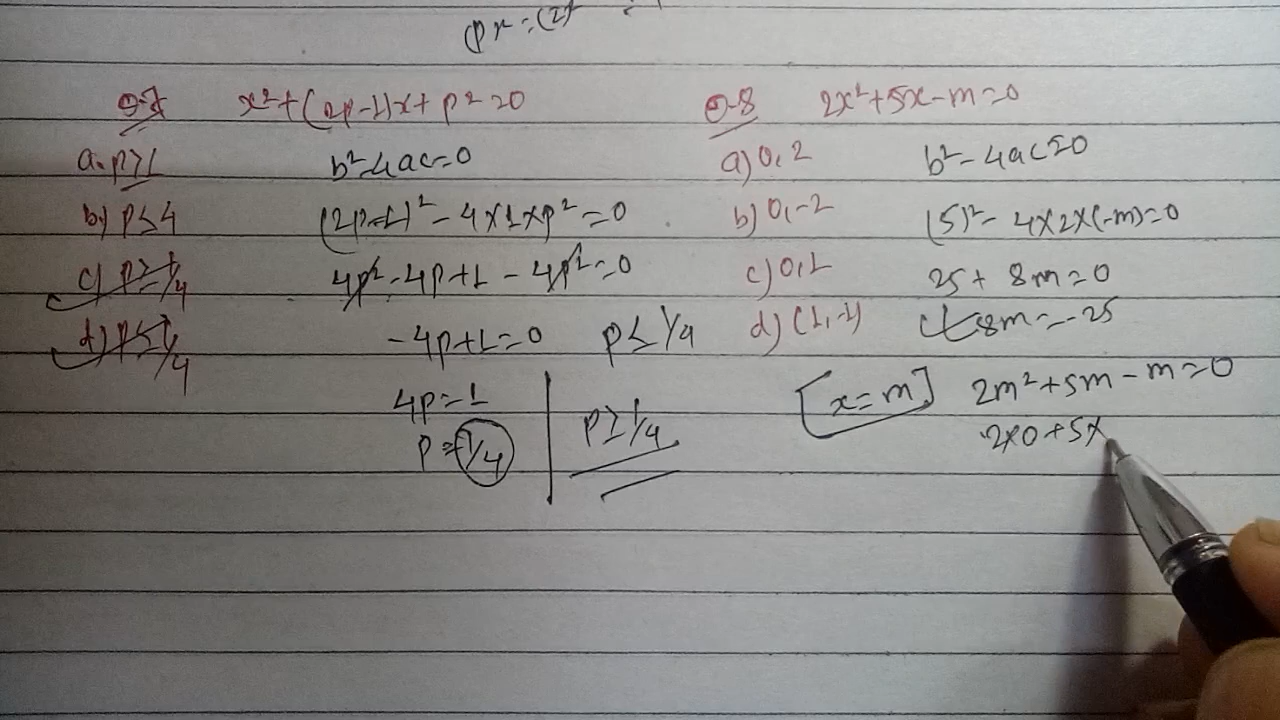 (p)² = (2)²
Q-7 x²+(2p-1)x+p²=0
a. p≥1 b²-4ac=0
b) p≤4 (2p-1)²-4×1×p²=0
c) p≥1/4 4p²-4p+1-4p²=0
d) p≤1/4 -4p+1=0 p≤1/4
4p=1
p=1/4 p≥1/4
Q-8 2x²+5x-m=0
a) 0,2 b²-4ac=0
b) 0,-2 (5)²-4×2×(-m)=0
c) 0,1 25+8m=0
d) (1,-1) 8m=-25
[x=m] 2m²+5m-m=0
2×0+5×